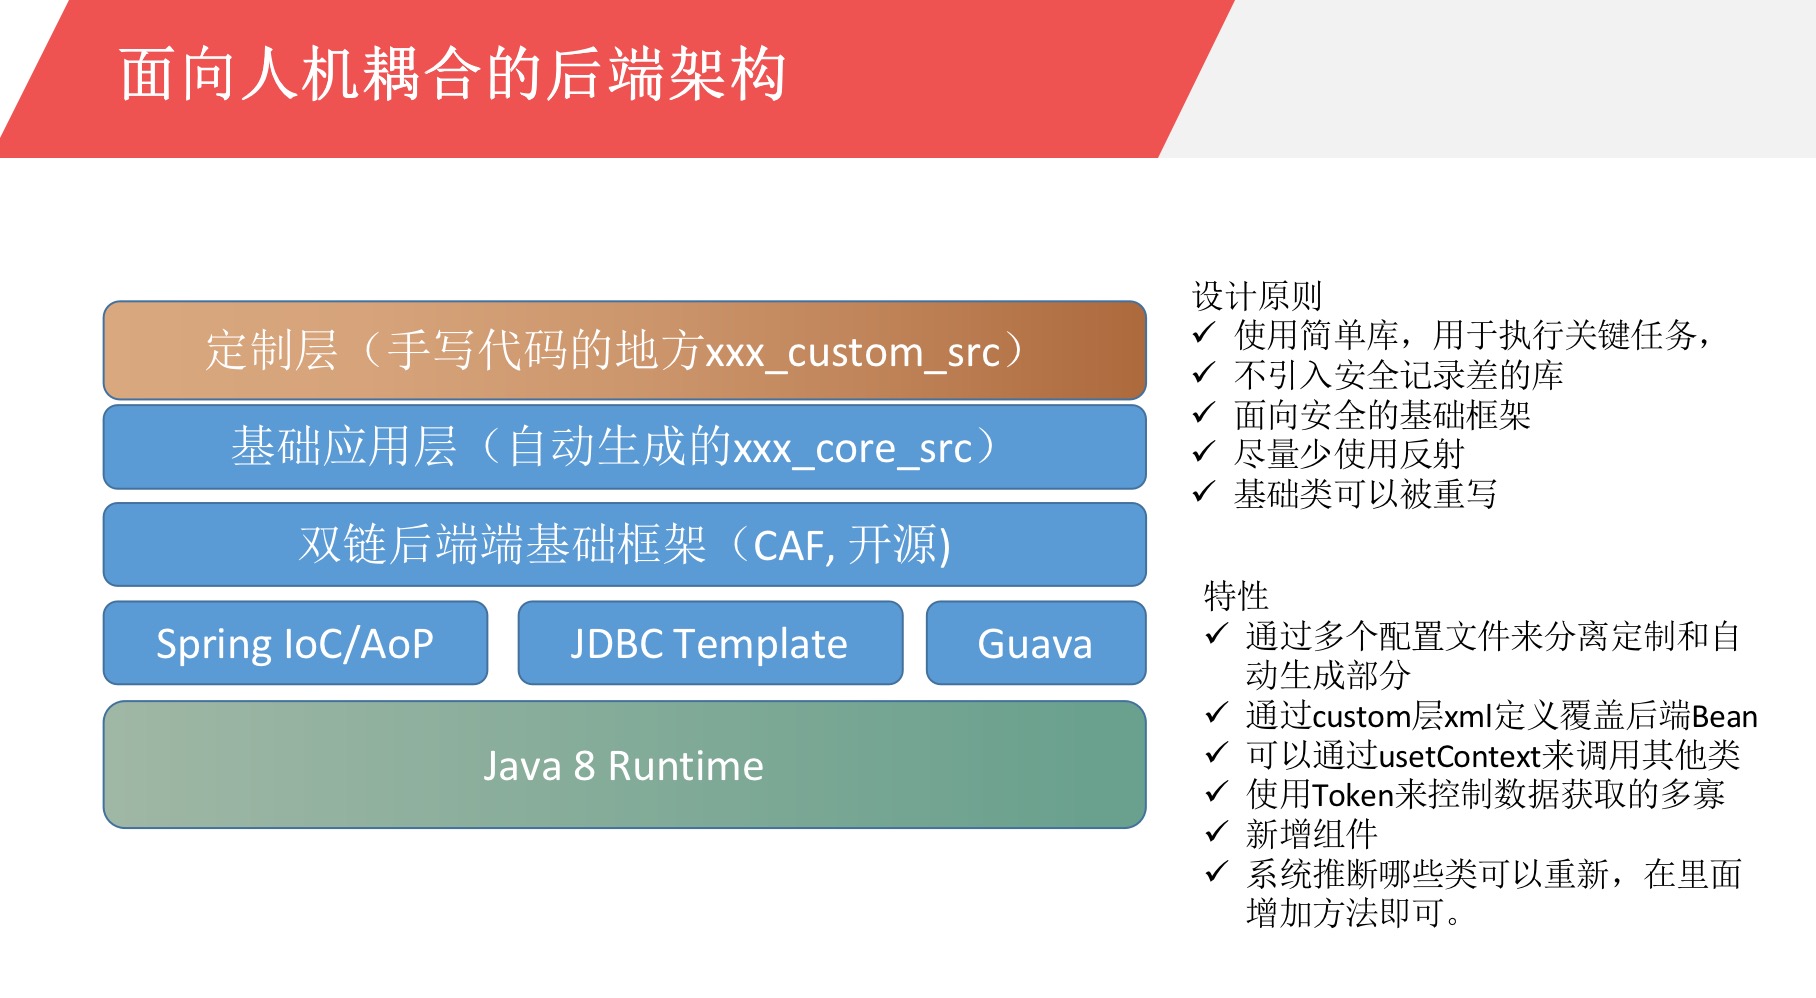 面向人机耦合的后端架构
定制层（手写代码的地方xxx_custom_src）
基础应用层（自动生成的xxx_core_src）
双链后端端基础框架（CAF, 开源)
Spring IoC/AoP
JDBC Template
Guava
Java 8 Runtime
设计原则
✓ 使用简单库，用于执行关键任务，
✓ 不引入安全记录差的库
✓ 面向安全的基础框架
✓ 尽量少使用反射
✓ 基础类可以被重写
特性
✓ 通过多个配置文件来分离定制和自
动生成部分
✓ 通过custom层xml定义覆盖后端Bean
✓ 可以通过usetContext来调用其他类
✓ 使用Token来控制数据获取的多寡
✓ 新增组件
✓ 系统推断哪些类可以重新，在里面
增加方法即可。